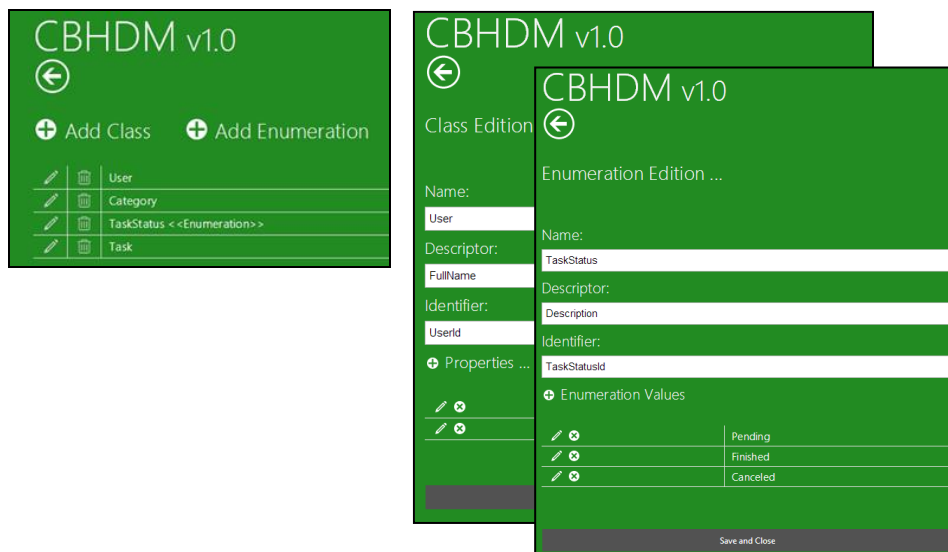 CBHDM v1.0
Add Class Add Enumeration
User
Category
TaskStatus <<Enumeration>>
Task
CBHDM v1.0
Class Edition
Name:
User
Descriptor:
FullName
Identifier:
UserId
Properties ...
CBHDM v1.0
Enumeration Edition ...
Name:
TaskStatus
Descriptor:
Description
Identifier:
TaskStatusId
Enumeration Values
Pending
Finished
Canceled
Save and Close